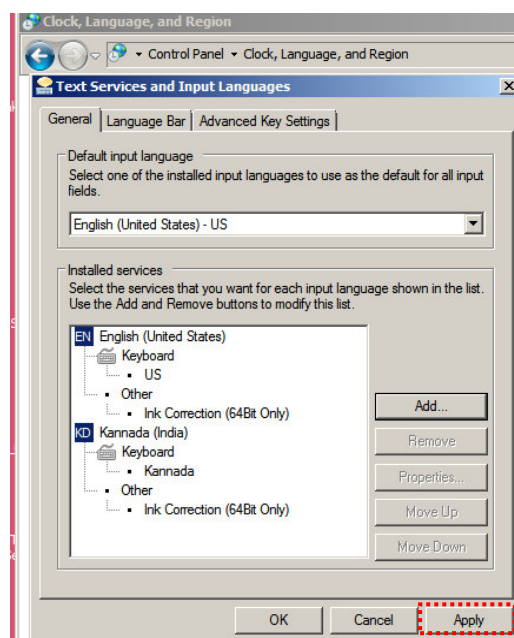 Clock, Language, and Region
Control Panel Clock, Language, and Region
Text Services and Input Languages
General Language Bar Advanced Key Settings
Default input language
Select one of the installed input languages to use as the default for all input
fields.
English (United States) - US
Installed services
Select the services that you want for each input language shown in the list.
Use the Add and Remove buttons to modify this list.
EN English (United States)
Keyboard
US
Other
Ink Correction (64Bit Only)
KD Kannada (India)
Keyboard
Kannada
Other
Ink Correction (64Bit Only)
Add...
Remove
Properties...
Move Up
Move Down
OK Cancel Apply